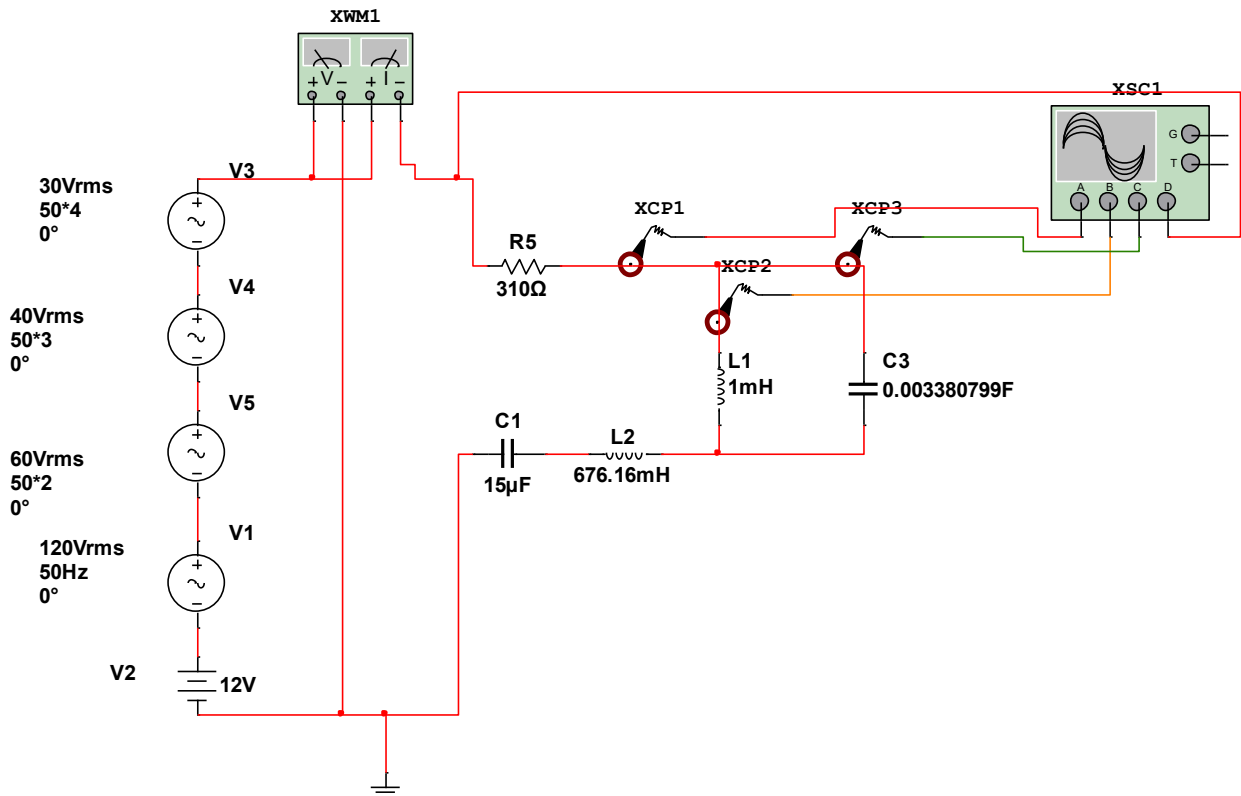 XWM1
V
I
+
−
+
−
XSC1
G
T
A
B
C
D
V3
30Vrms
50*4
0°
V4
40Vrms
50*3
0°
V5
60Vrms
50*2
0°
V1
120Vrms
50Hz
0°
V2
12V
R5
310Ω
XCP1
XCP3
XCP2
L1
1mH
C3
0.003380799F
C1
15µF
L2
676.16mH